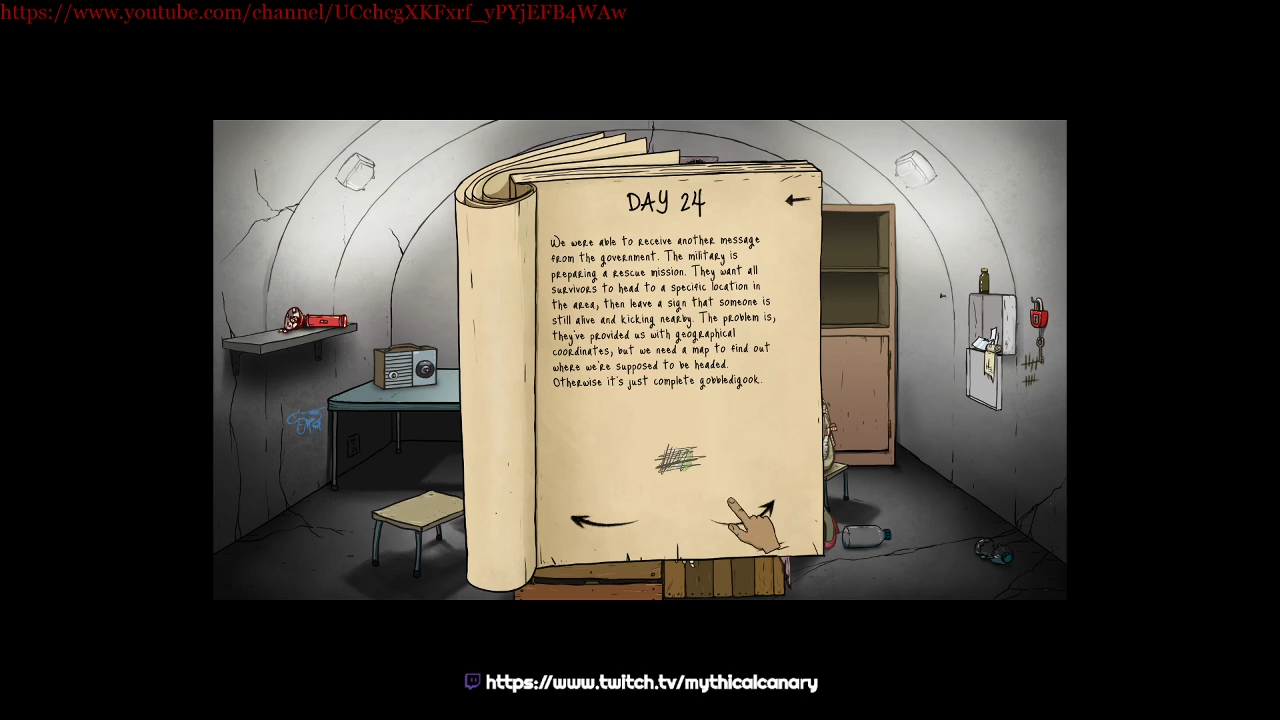 https://www.youtube.com/channel/UCchcgXKFxrf_yPYjEFB4WAw
DAY 24
We were able to receive another message
from the government. The military is
preparing a rescue mission. They want all
survivors to head to a specific location in
the area, then leave a sign that someone is
still alive and kicking nearby. The problem is,
they've provided us with geographical
coordinates, but we need a map to find out
where we're supposed to be headed.
Otherwise it's just complete gobbledigook.
https://www.twitch.tv/mythicalcanary